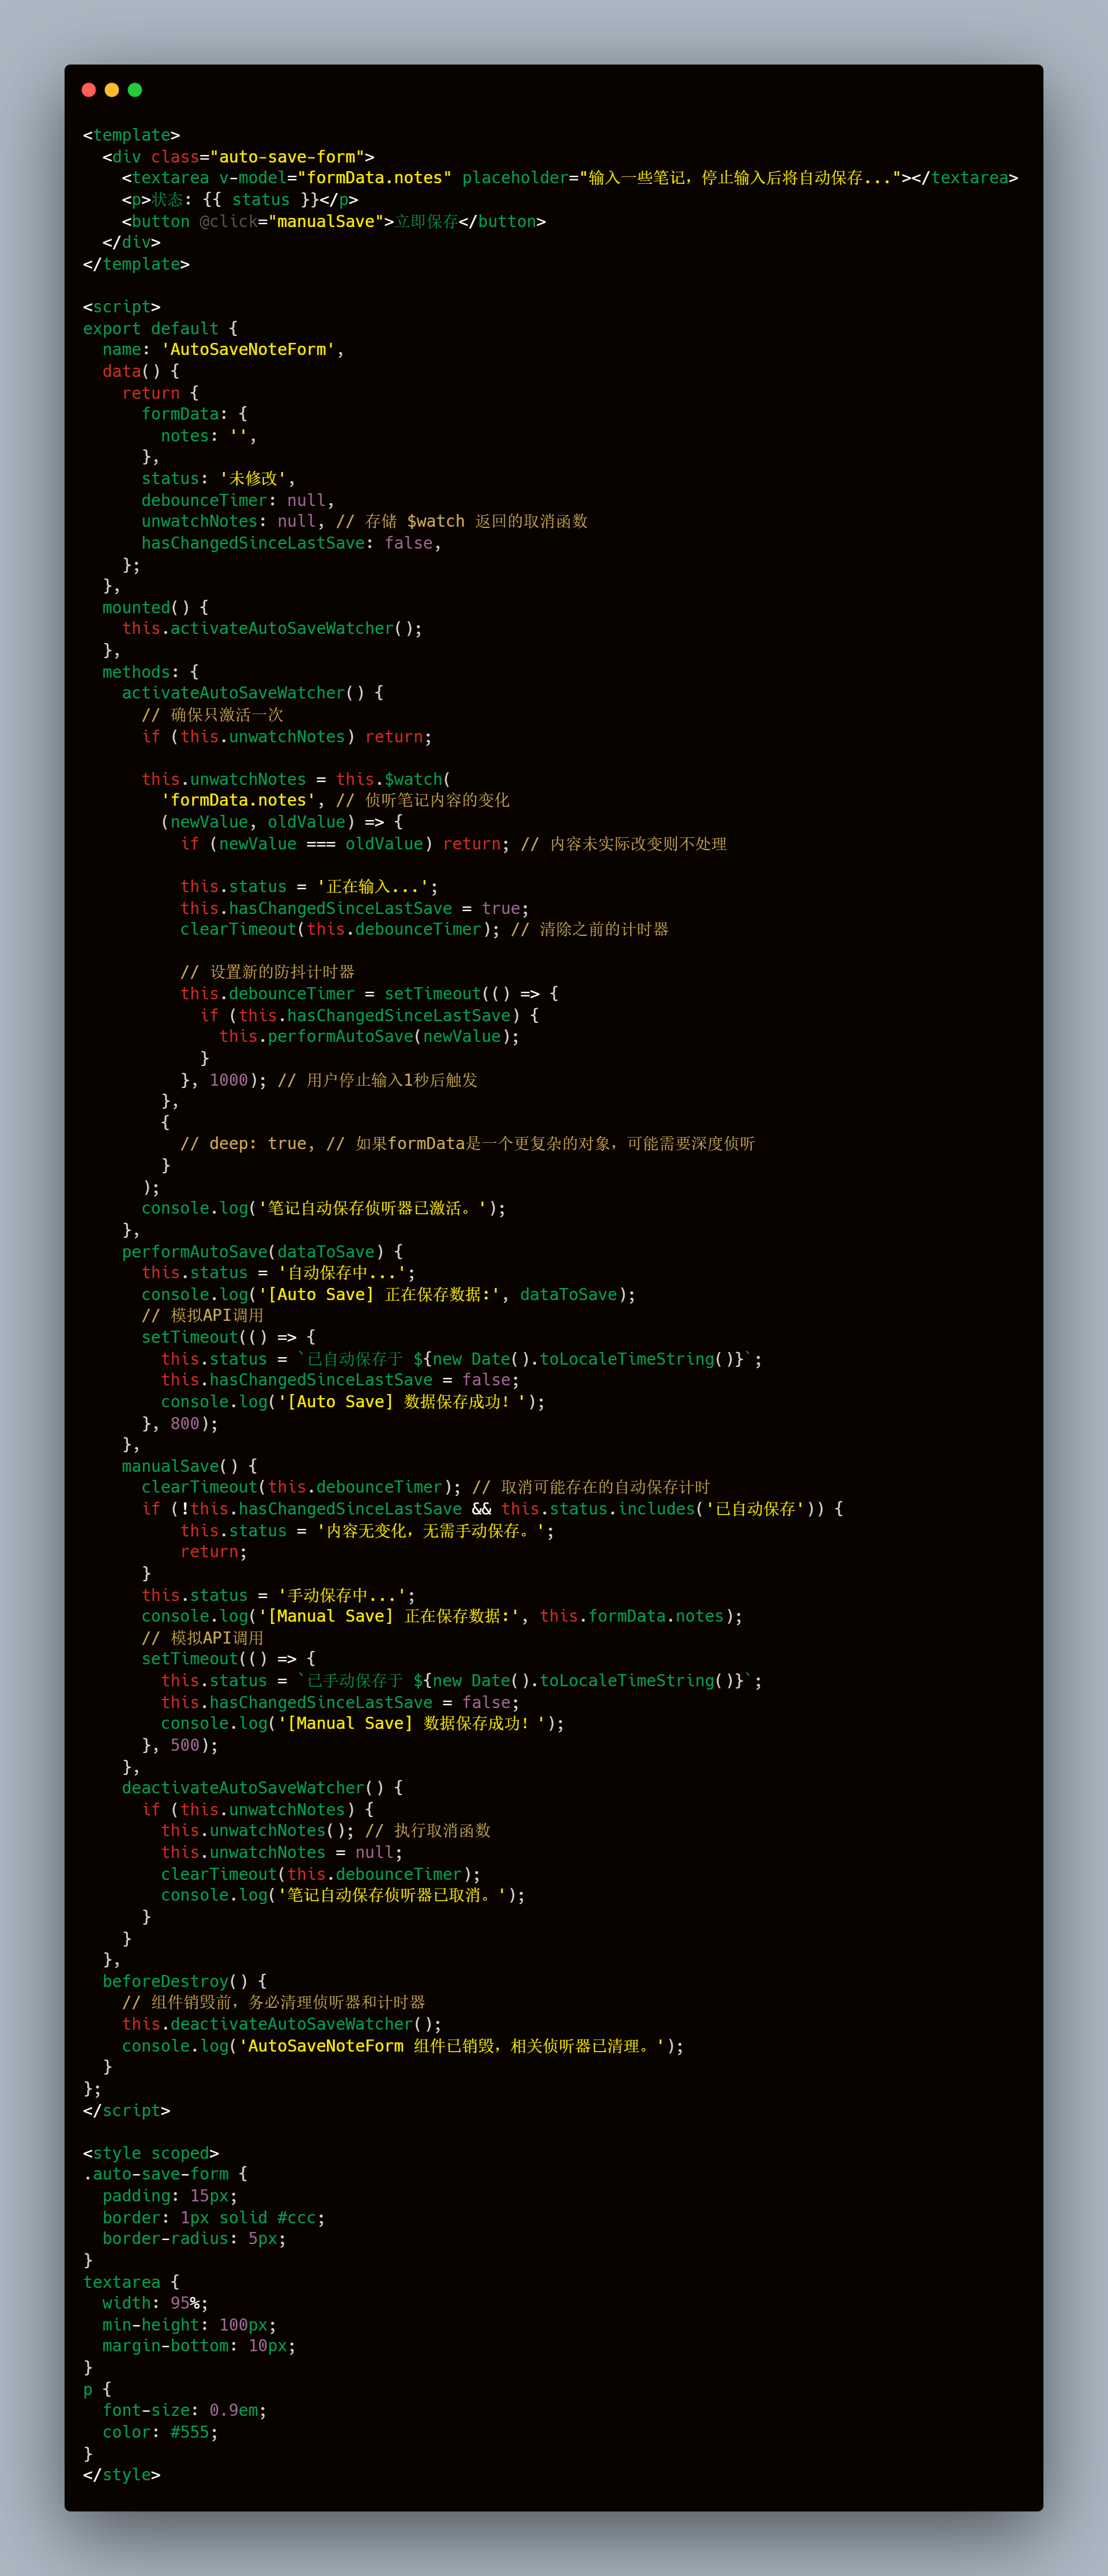 <template>
  <div class="auto-save-form">
    <textarea v-model="formData.notes" placeholder="输入一些笔记，停止输入后将自动保存..."></textarea>
    <p>状态: {{ status }}</p>
    <button @click="manualSave">立即保存</button>
  </div>
</template>

<script>
export default {
  name: 'AutoSaveNoteForm',
  data() {
    return {
      formData: {
        notes: '',
      },
      status: '未修改',
      debounceTimer: null,
      unwatchNotes: null, // 存储 $watch 返回的取消函数
      hasChangedSinceLastSave: false,
    };
  },
  mounted() {
    this.activateAutoSaveWatcher();
  },
  methods: {
    activateAutoSaveWatcher() {
      // 确保只激活一次
      if (this.unwatchNotes) return;

      this.unwatchNotes = this.$watch(
        'formData.notes', // 侦听笔记内容的变化
        (newValue, oldValue) => {
          if (newValue === oldValue) return; // 内容未实际改变则不处理

          this.status = '正在输入...';
          this.hasChangedSinceLastSave = true;
          clearTimeout(this.debounceTimer); // 清除之前的计时器

          // 设置新的防抖计时器
          this.debounceTimer = setTimeout(() => {
            if (this.hasChangedSinceLastSave) {
              this.performAutoSave(newValue);
            }
          }, 1000); // 用户停止输入1秒后触发
        },
        {
          // deep: true, // 如果formData是一个更复杂的对象，可能需要深度侦听
        }
      );
      console.log('笔记自动保存侦听器已激活。');
    },
    performAutoSave(dataToSave) {
      this.status = '自动保存中...';
      console.log('[Auto Save] 正在保存数据:', dataToSave);
      // 模拟API调用
      setTimeout(() => {
        this.status = `已自动保存于 ${new Date().toLocaleTimeString()}`;
        this.hasChangedSinceLastSave = false;
        console.log('[Auto Save] 数据保存成功！');
      }, 800);
    },
    manualSave() {
      clearTimeout(this.debounceTimer); // 取消可能存在的自动保存计时
      if (!this.hasChangedSinceLastSave && this.status.includes('已自动保存')) {
          this.status = '内容无变化，无需手动保存。';
          return;
      }
      this.status = '手动保存中...';
      console.log('[Manual Save] 正在保存数据:', this.formData.notes);
      // 模拟API调用
      setTimeout(() => {
        this.status = `已手动保存于 ${new Date().toLocaleTimeString()}`;
        this.hasChangedSinceLastSave = false;
        console.log('[Manual Save] 数据保存成功！');
      }, 500);
    },
    deactivateAutoSaveWatcher() {
      if (this.unwatchNotes) {
        this.unwatchNotes(); // 执行取消函数
        this.unwatchNotes = null;
        clearTimeout(this.debounceTimer);
        console.log('笔记自动保存侦听器已取消。');
      }
    }
  },
  beforeDestroy() {
    // 组件销毁前，务必清理侦听器和计时器
    this.deactivateAutoSaveWatcher();
    console.log('AutoSaveNoteForm 组件已销毁，相关侦听器已清理。');
  }
};
</script>

<style scoped>
.auto-save-form {
  padding: 15px;
  border: 1px solid #ccc;
  border-radius: 5px;
}
textarea {
  width: 95%;
  min-height: 100px;
  margin-bottom: 10px;
}
p {
  font-size: 0.9em;
  color: #555;
}
</style>